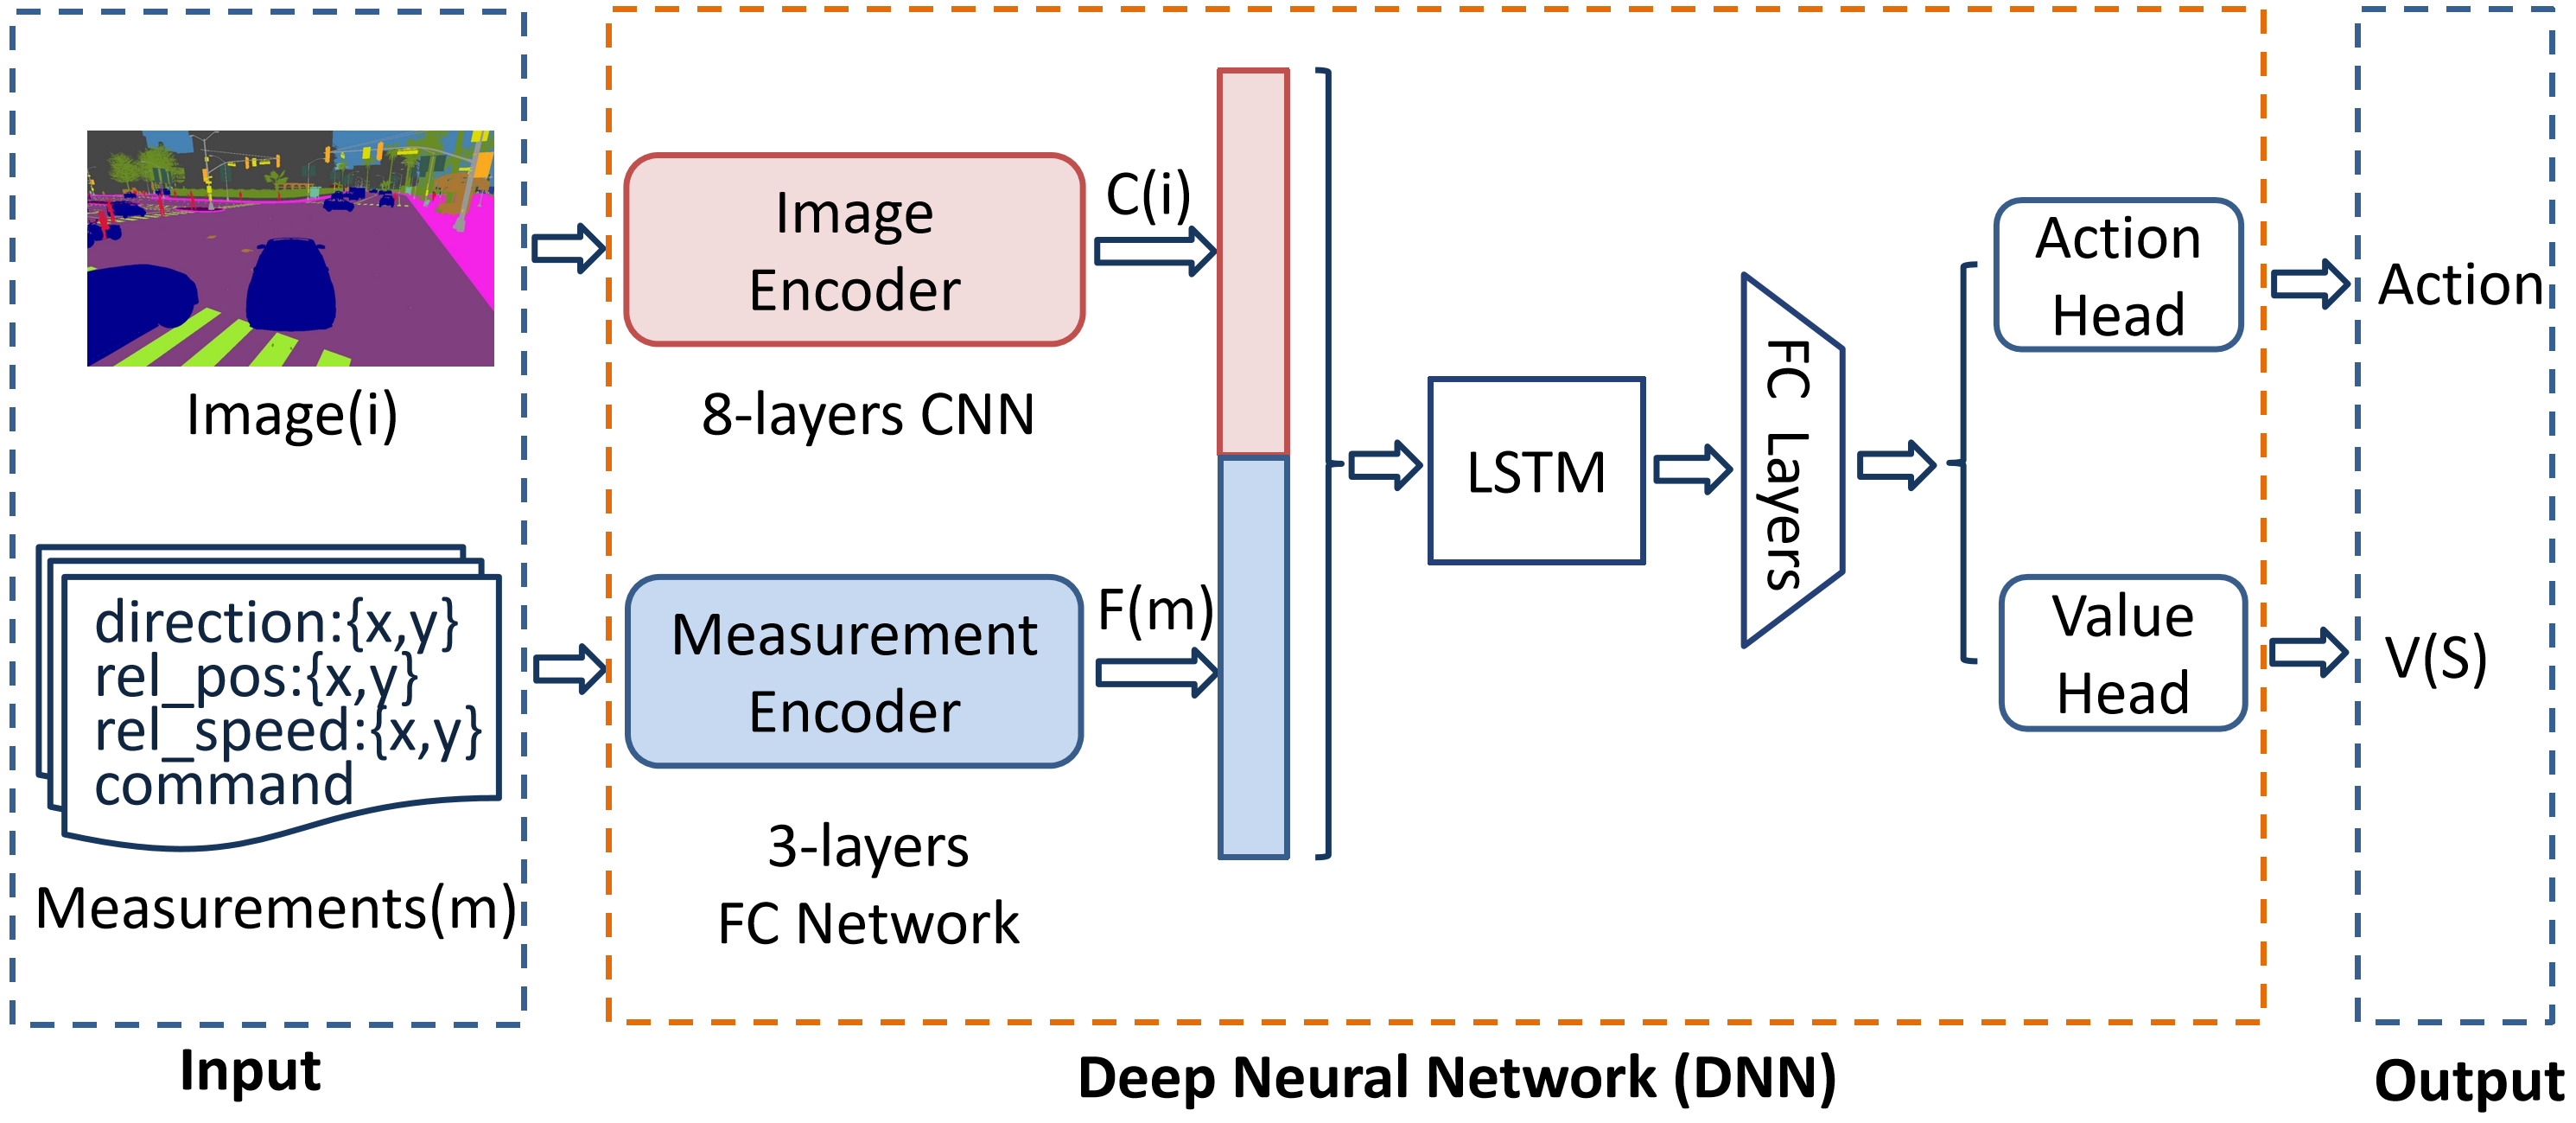 Image(i)
direction:{x,y}
rel_pos:{x,y}
rel_speed:{x,y}
command
Measurements(m)
Input
Image
Encoder
8-layers CNN
C(i)
Measurement
Encoder
3-layers
FC Network
F(m)
LSTM
FC Layers
Action
Head
Value
Head
Deep Neural Network (DNN)
Action
V(S)
Output